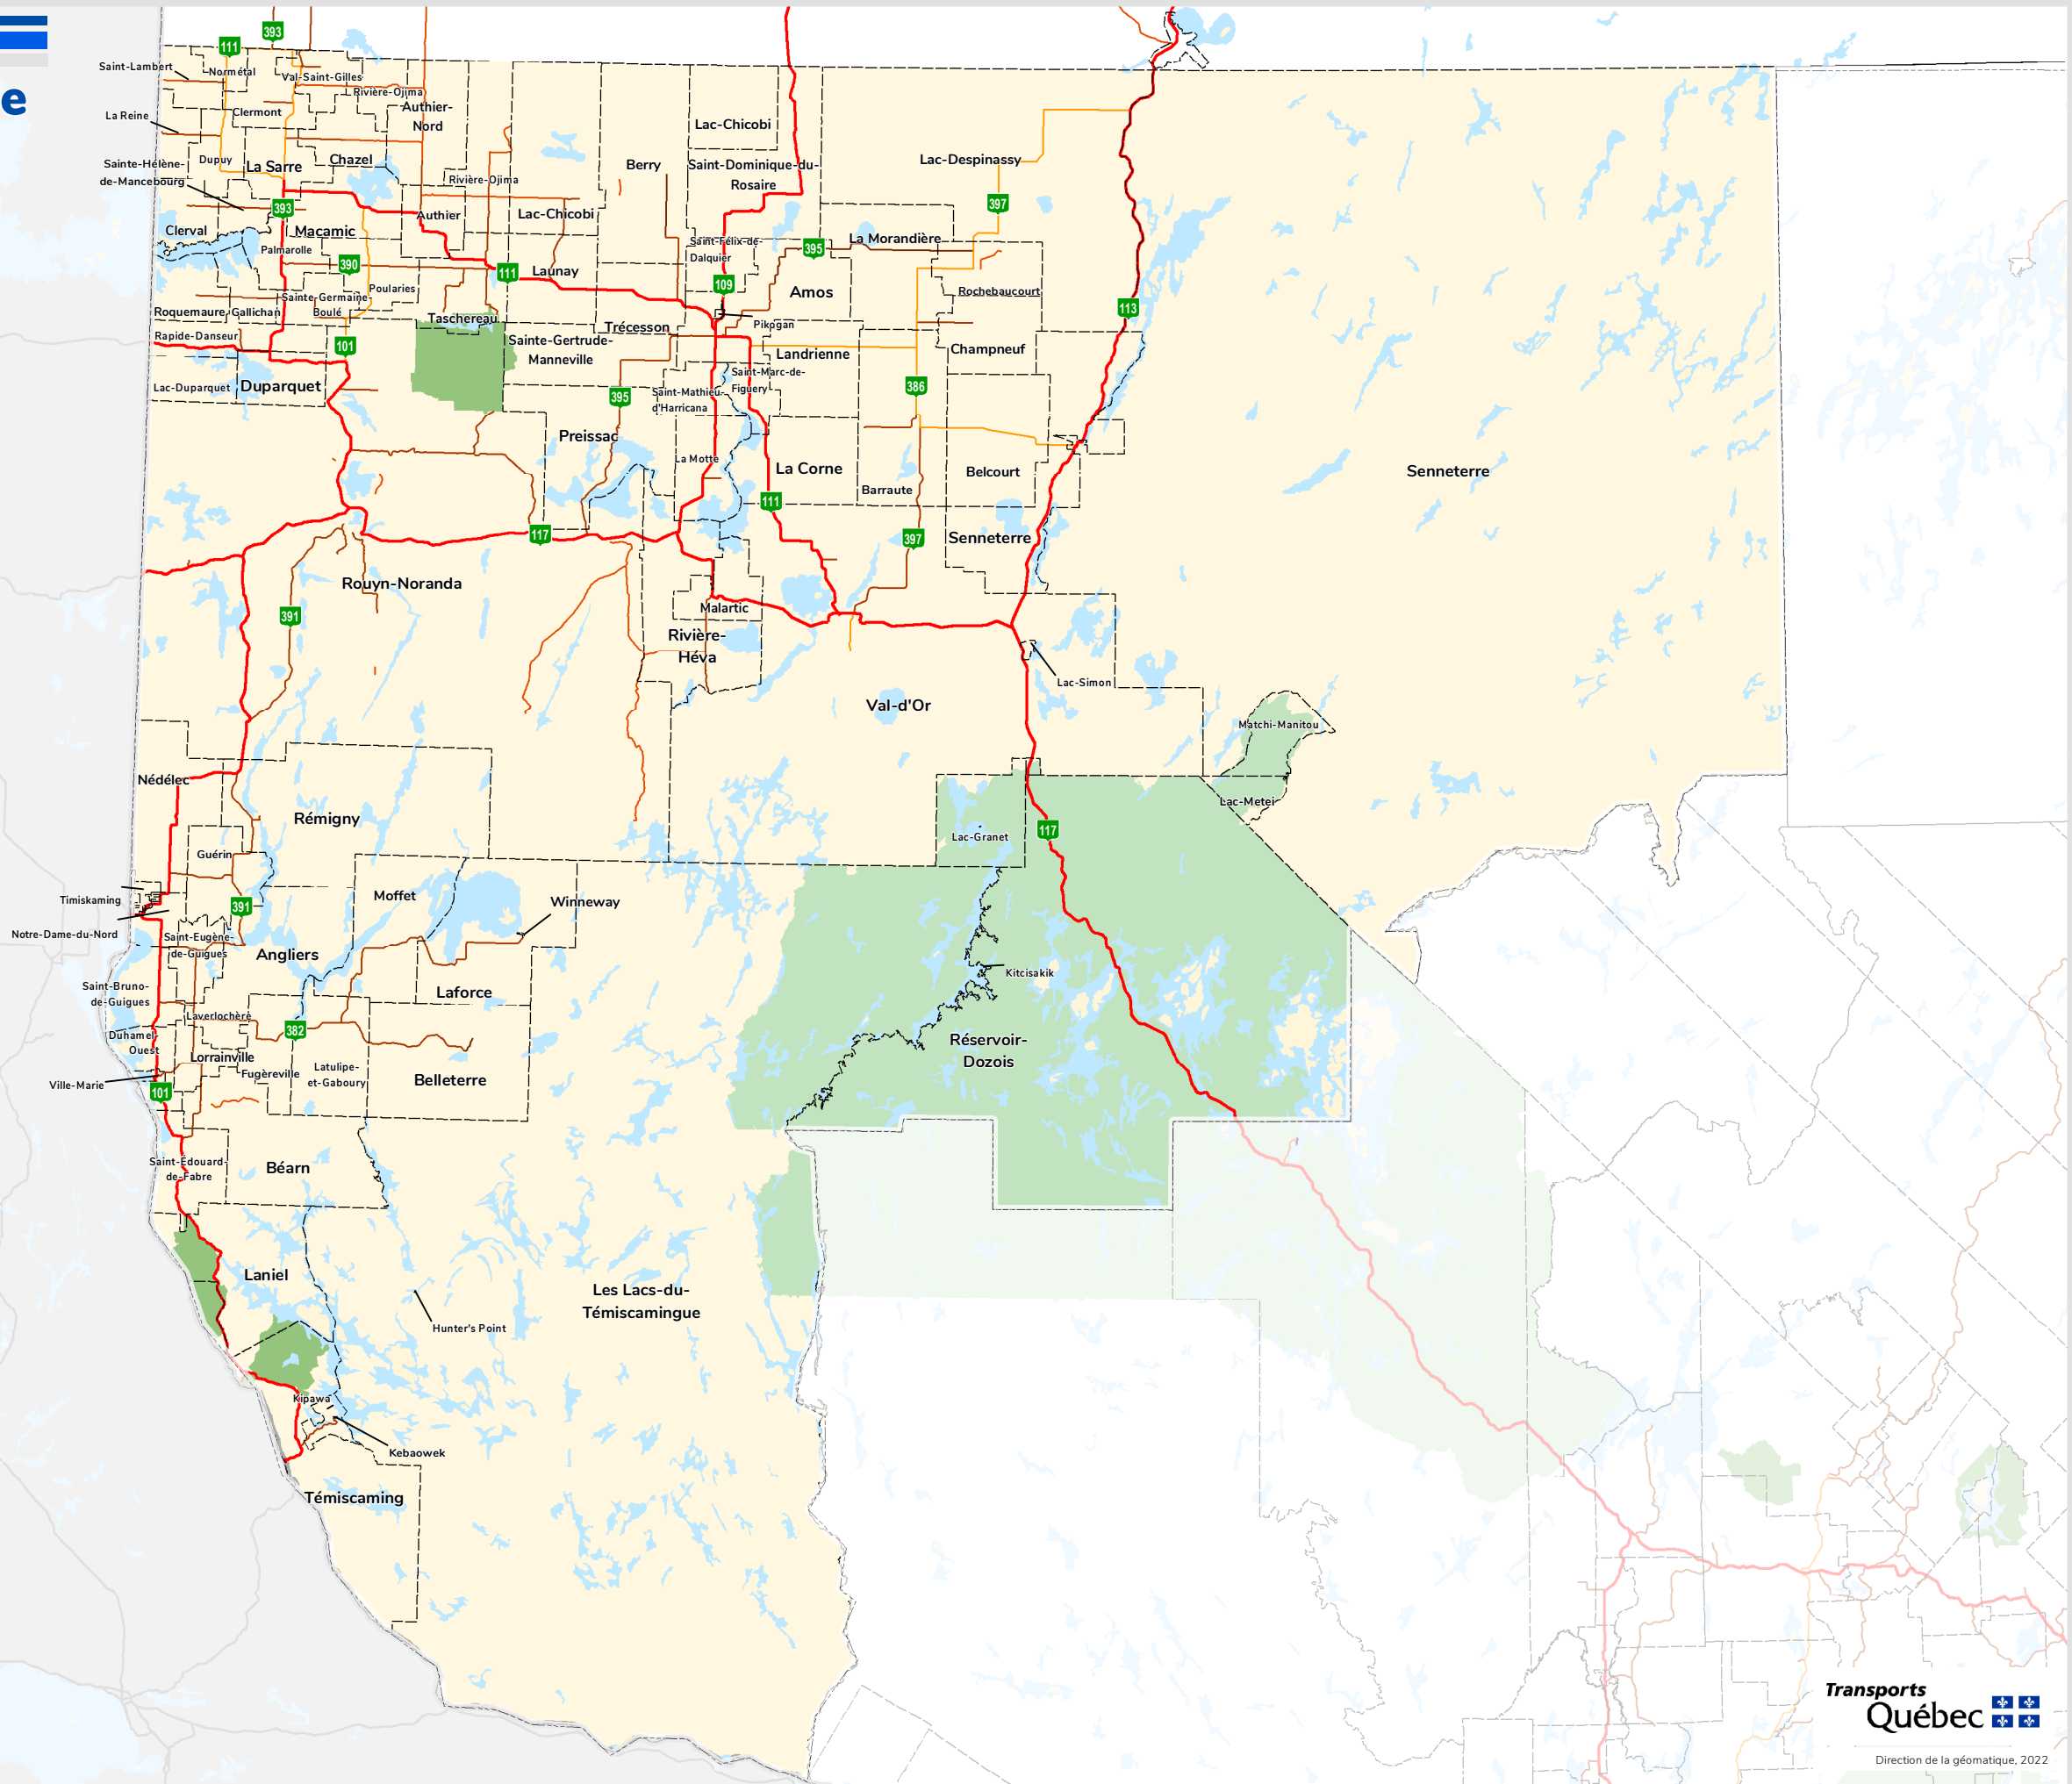 e
393
111
Saint-Lambert
Normétal
Val-Saint-Gilles
Rivière-Ojima
Authier-
Nord
La Reine
Clermont
Lac-Chicobi
Sainte-Hélène-
de-Mancebourg
Dupuy
La Sarre
Chazel
Rivière-Ojima
Berry
Saint-Dominique-du-
Rosaire
Lac-Despinassy
397
393
Authier
Lac-Chicobi
Clerval
Macamic
Palmarolle
390
111
Launay
Saint-Félix-de-
Dalquier
395
La Morandière
109
Amos
Rochebaucourt
113
Poularies
Sainte-Germaine-
Boulé
Roquemaure
Gallichan
Taschereau
Trécesson
Pikogan
Rapide-Danseur
101
Sainte-Gertrude-
Manneville
Landrienne
Champneuf
Lac-Duparquet
Duparquet
395
Saint-Marc-de-
Figuery
Saint-Mathieu-
d'Harricana
386
Preissac
La Motte
La Corne
Belcourt
Senneterre
Barraute
111
117
397
Senneterre
Rouyn-Noranda
391
Malartic
Rivière-
Héva
Lac-Simon
Val-d'Or
Matchi-Manitou
Nédélec
Lac-Metei
Rémigny
117
Lac-Granet
Guérin
Timiskaming
Moffet
Winneway
391
Notre-Dame-du-Nord
Saint-Eugène-
de-Guigues
Angliers
Kitcisakik
Saint-Bruno-
de-Guigues
Laforce
Laverlochère
382
Duhamel-
Ouest
Réservoir-
Dozois
Lorrainville
Fugèreville
Latulipe-
et-Gaboury
Belleterre
Ville-Marie
101
Saint-Édouard-
de-Fabre
Béarn
Laniel
Les Lacs-du-
Témiscamingue
Hunter's Point
Kipawa
Kebaowek
Témiscaming
Transports
Québec
Direction de la géomatique, 2022